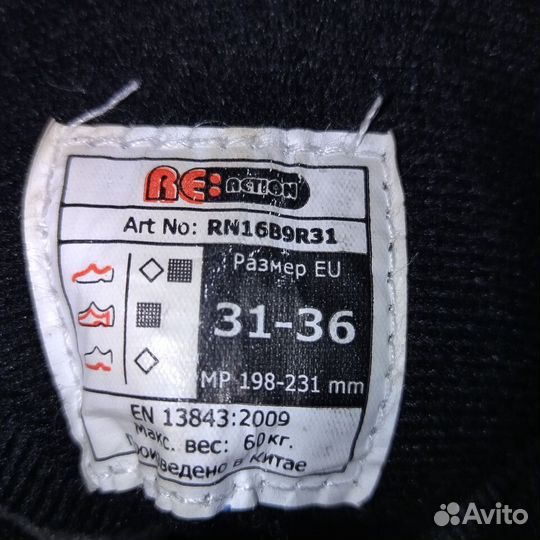 RE:ACTION
Art No: RN16B9R31
Размер EU
31-36
MP 198-231 mm
EN 13843:2009
макс. вес: 60кг.
Произведено в Китае
Avito